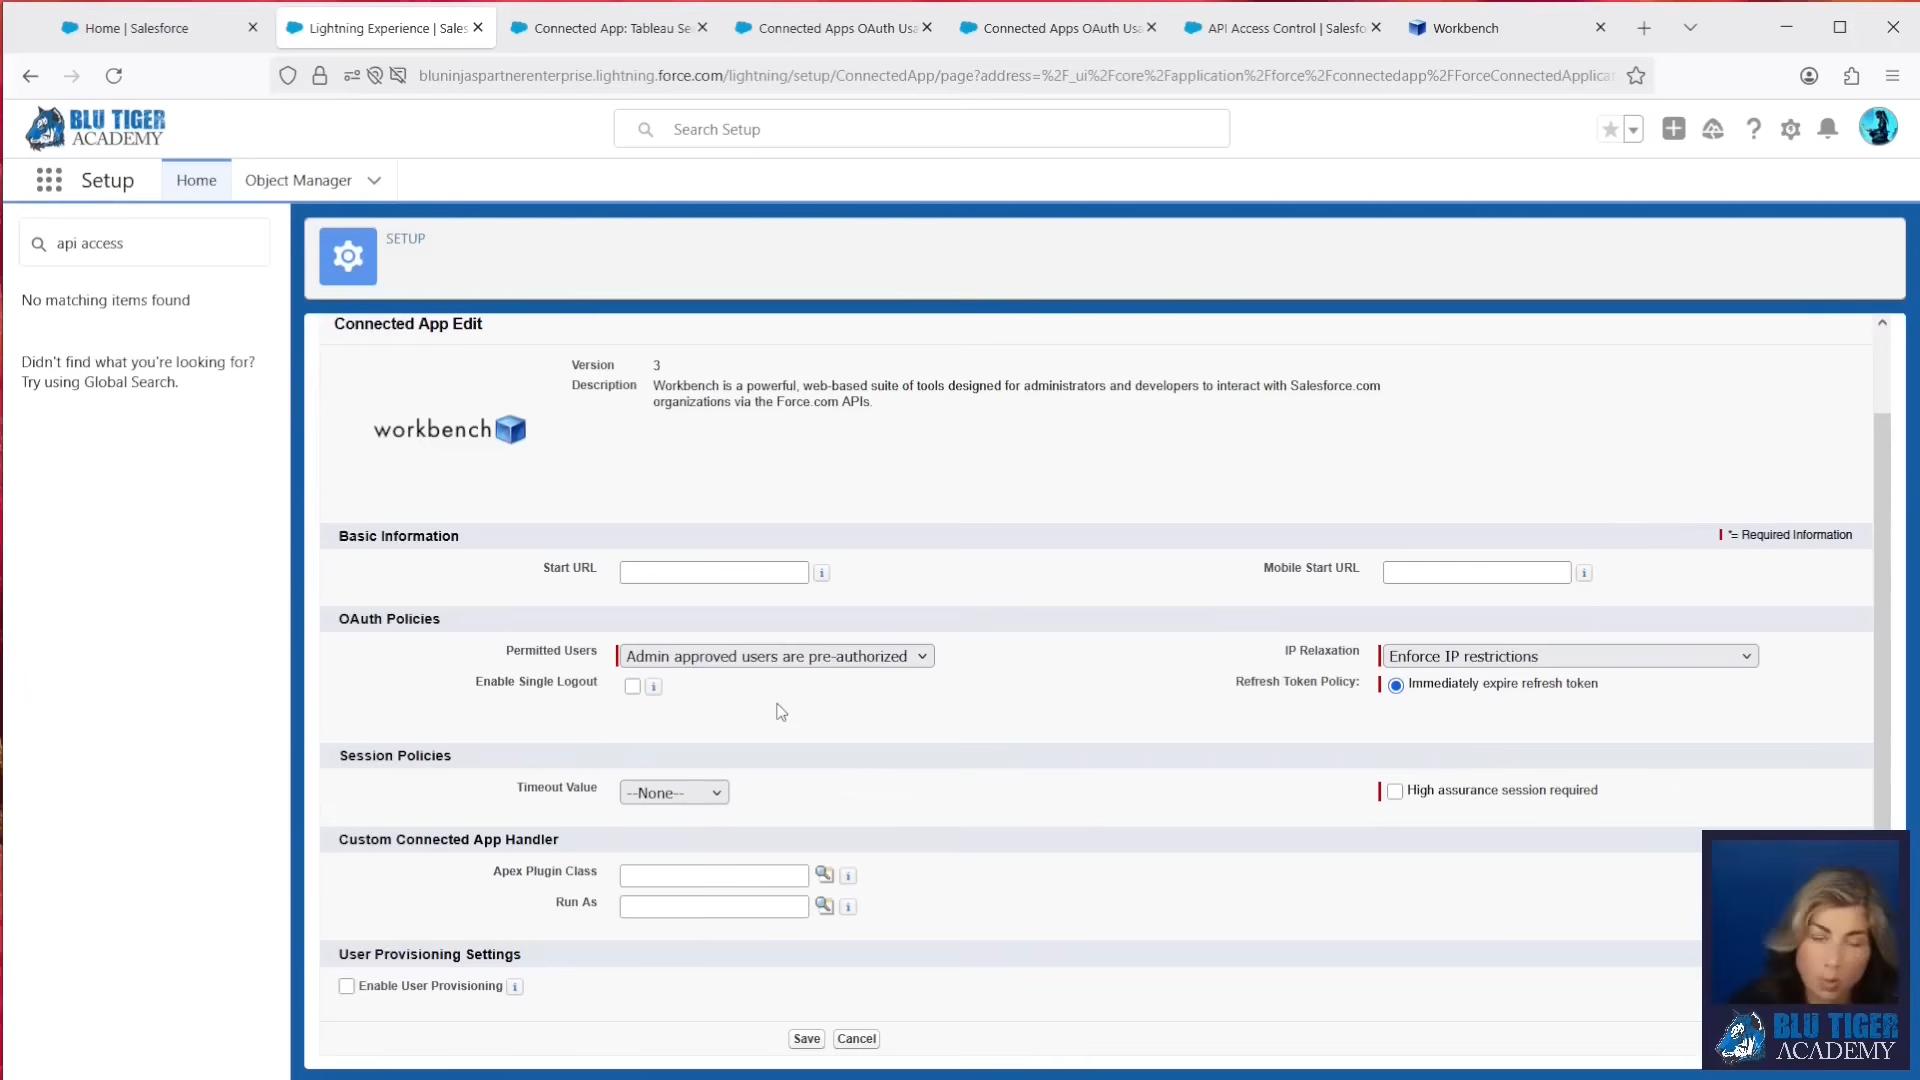 Home | Salesforce
Lightning Experience | Sales
Connected App: Tableau Se
Connected Apps OAuth Usa
Connected Apps OAuth Usa
API Access Control | Salesfo
Workbench
bluninjaspartnerenterprise.lightning.force.com/lightning/setup/ConnectedApp/page?address=%2F_ui%2Fcore%2Fapplication%2Fforce%2Fconnectedapp%2FForceConnectedApplicat
BLU TIGER
ACADEMY
Search Setup
Setup
Home
Object Manager
api access
No matching items found
Didn't find what you're looking for?
Try using Global Search.
SETUP
Connected App Edit
Version 3
Description Workbench is a powerful, web-based suite of tools designed for administrators and developers to interact with Salesforce.com
organizations via the Force.com APIs.
workbench
Basic Information
*= Required Information
Start URL
Mobile Start URL
OAuth Policies
Permitted Users Admin approved users are pre-authorized
IP Relaxation Enforce IP restrictions
Enable Single Logout
Refresh Token Policy: Immediately expire refresh token
Session Policies
Timeout Value --None--
High assurance session required
Custom Connected App Handler
Apex Plugin Class
Run As
User Provisioning Settings
Enable User Provisioning
Save Cancel
BLU TIGER
ACADEMY